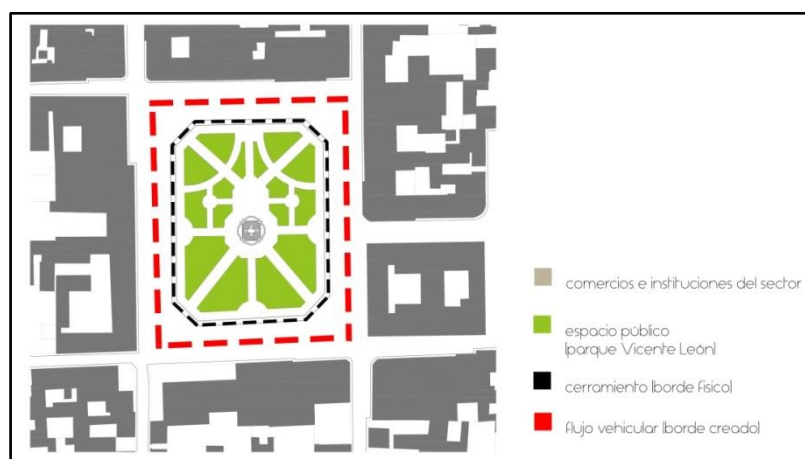 comercios e instituciones del sector
espacio público
(parque Vicente León)
cerramiento (borde físico)
flujo vehicular (borde creado)